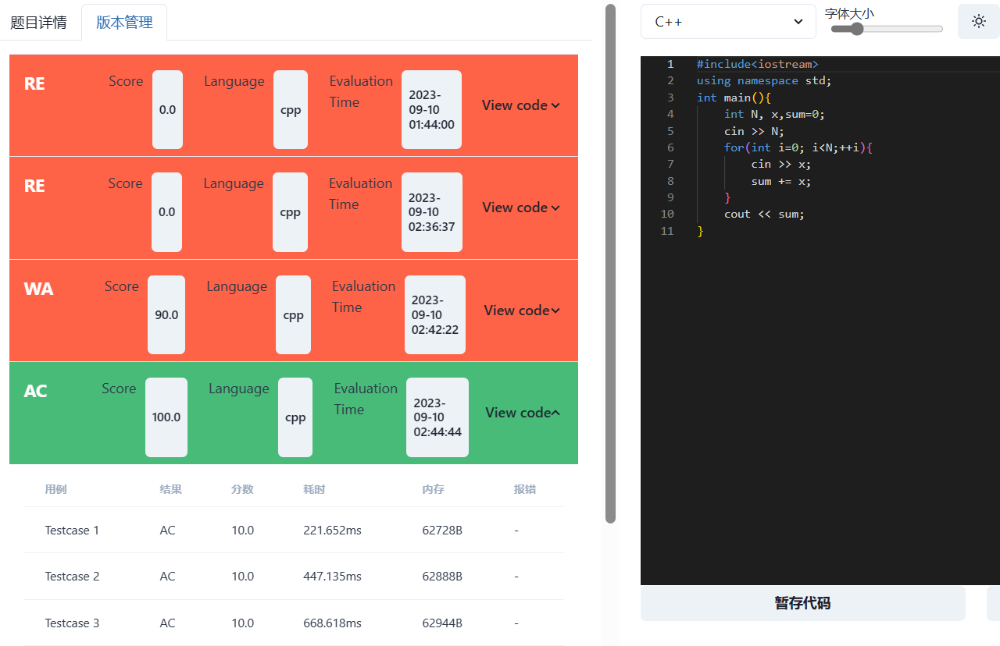 题目详情 版本管理
RE Score 0.0 Language cpp Evaluation Time 2023-09-10 01:44:00 View code
RE Score 0.0 Language cpp Evaluation Time 2023-09-10 02:36:37 View code
WA Score 90.0 Language cpp Evaluation Time 2023-09-10 02:42:22 View code
AC Score 100.0 Language cpp Evaluation Time 2023-09-10 02:44:44 View code
用例 结果 分数 耗时 内存 报错
Testcase 1 AC 10.0 221.652ms 62728B -
Testcase 2 AC 10.0 447.135ms 62888B -
Testcase 3 AC 10.0 668.618ms 62944B -
C++ 字体大小
1 #include<iostream>
2 using namespace std;
3 int main(){
4     int N, x,sum=0;
5     cin >> N;
6     for(int i=0; i<N;++i){
7         cin >> x;
8         sum += x;
9     }
10     cout << sum;
11 }
暂存代码